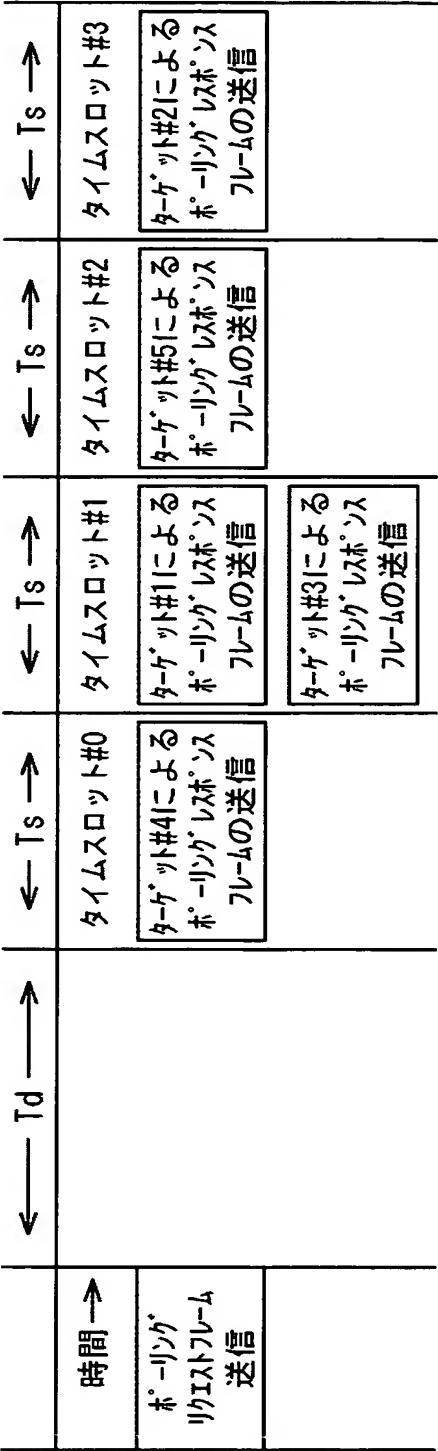 ← Td →
← Ts →
← Ts →
← Ts →
← Ts →
時間→
タイムスロット#0
タイムスロット#1
タイムスロット#2
タイムスロット#3
ポーリング
リクエストフレーム
送信
ターゲット#4による
ポーリングレスポンス
フレームの送信
ターゲット#1による
ポーリングレスポンス
フレームの送信
ターゲット#5による
ポーリングレスポンス
フレームの送信
ターゲット#2による
ポーリングレスポンス
フレームの送信
ターゲット#3による
ポーリングレスポンス
フレームの送信